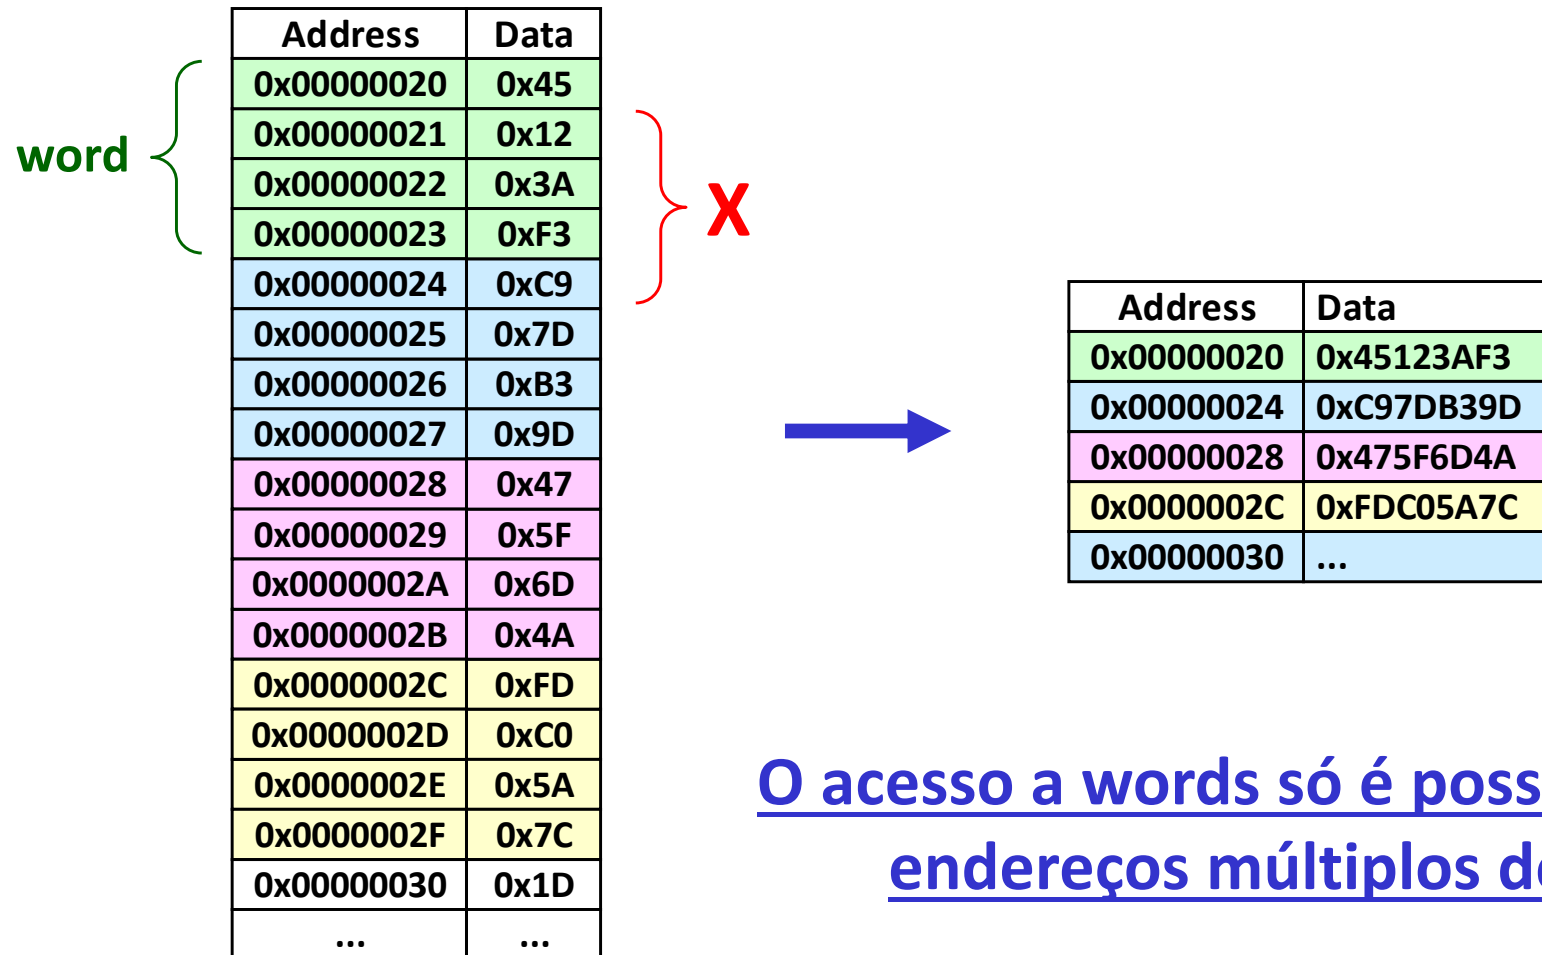 Address Data
0x00000020 0x45
0x00000021 0x12
0x00000022 0x3A
0x00000023 0xF3
0x00000024 0xC9
0x00000025 0x7D
0x00000026 0xB3
0x00000027 0x9D
0x00000028 0x47
0x00000029 0x5F
0x0000002A 0x6D
0x0000002B 0x4A
0x0000002C 0xFD
0x0000002D 0xC0
0x0000002E 0x5A
0x0000002F 0x7C
0x00000030 0x1D
... ...
word
X
Address Data
0x00000020 0x45123AF3
0x00000024 0xC97DB39D
0x00000028 0x475F6D4A
0x0000002C 0xFDC05A7C
0x00000030 ...
O acesso a words só é
endereços múltiplos